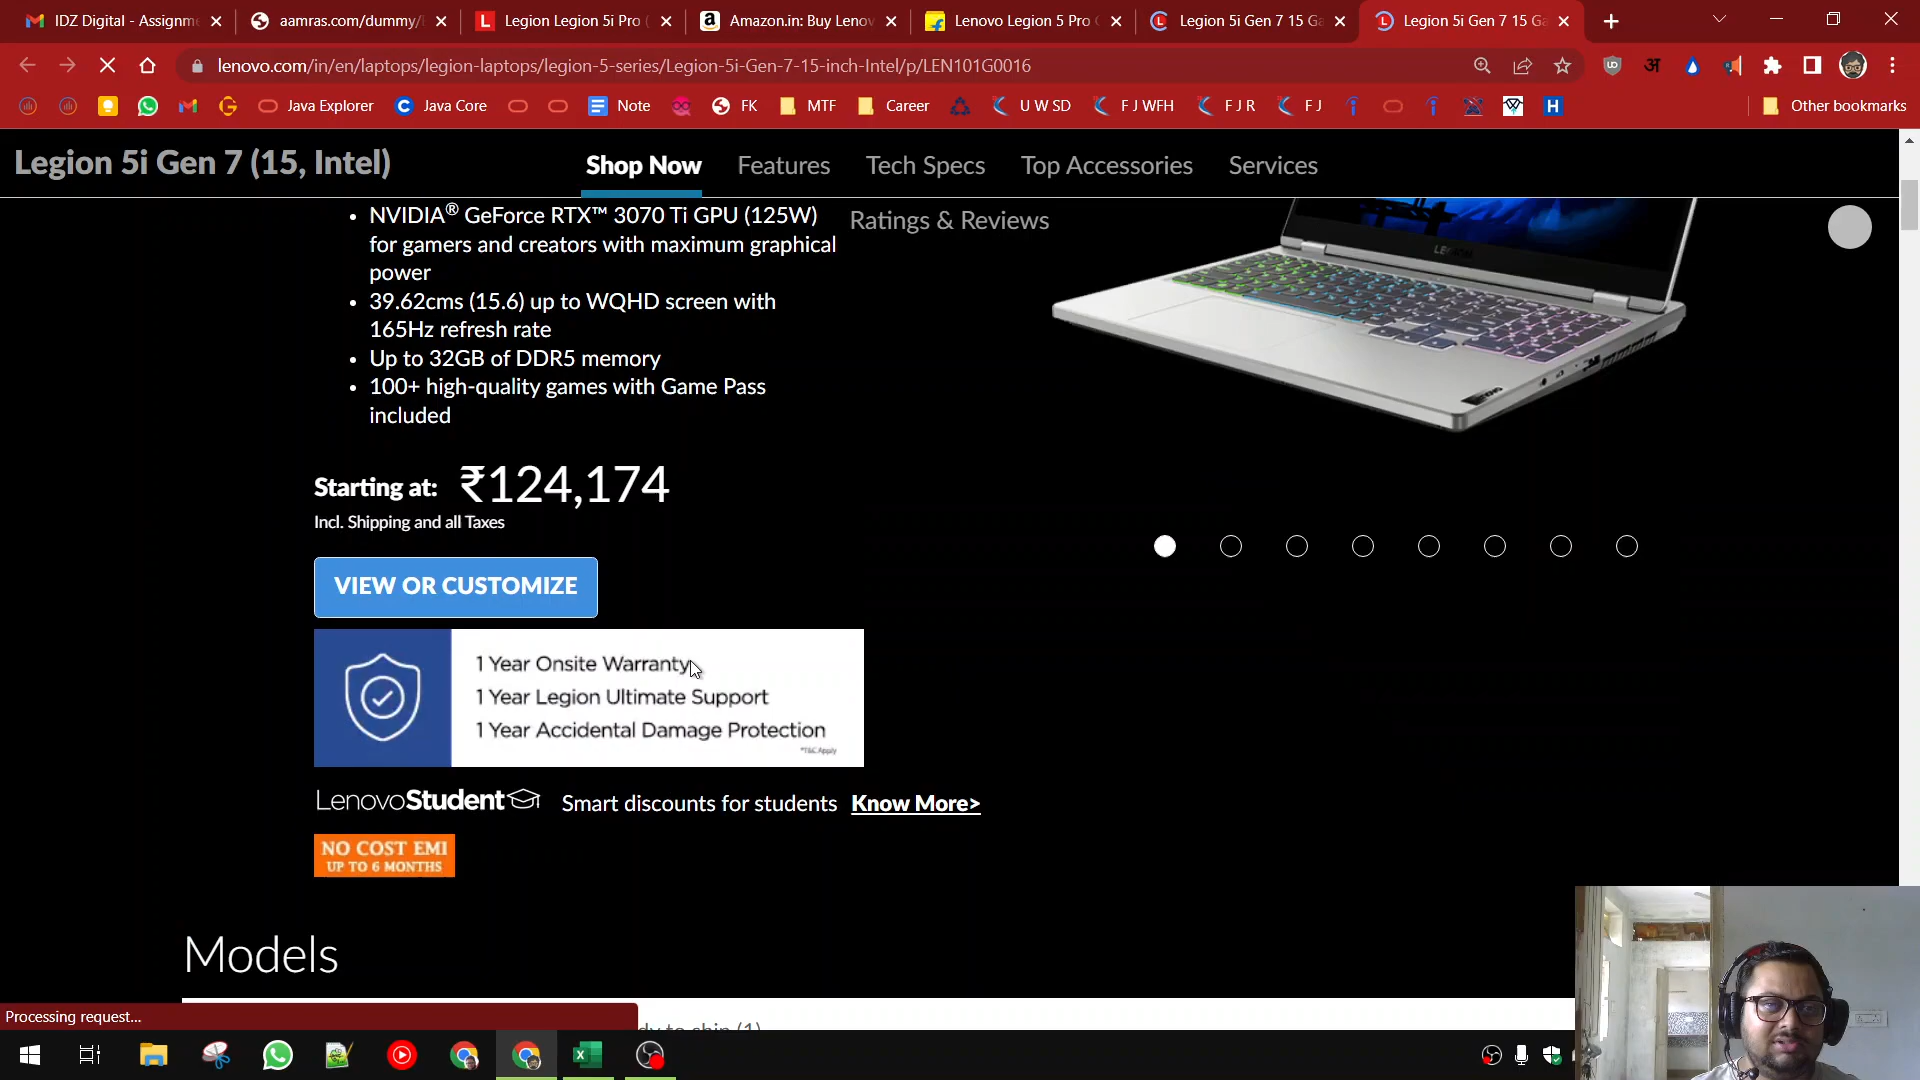 IDZ Digital - Assignme
aamras.com/dummy/
Legion Legion 5i Pro (
Amazon.in: Buy Lenov
Lenovo Legion 5 Pro
Legion 5i Gen 7 15 Ga
Legion 5i Gen 7 15 Ga
lenovo.com/in/en/laptops/legion-laptops/legion-5-series/Legion-5i-Gen-7-15-inch-Intel/p/LEN101G0016
Java Explorer
Java Core
Note
FK
MTF
Career
U W SD
F J WFH
F J R
F J
Other bookmarks
Legion 5i Gen 7 (15, Intel)
Shop Now
Features
Tech Specs
Top Accessories
Services
Ratings & Reviews
• NVIDIA® GeForce RTX™ 3070 Ti GPU (125W)
for gamers and creators with maximum graphical
power
• 39.62cms (15.6) up to WQHD screen with
165Hz refresh rate
• Up to 32GB of DDR5 memory
• 100+ high-quality games with Game Pass
included
Starting at: ₹124,174
Incl. Shipping and all Taxes
VIEW OR CUSTOMIZE
1 Year Onsite Warranty
1 Year Legion Ultimate Support
1 Year Accidental Damage Protection
*T&C Apply
LenovoStudent
Smart discounts for students
Know More>
NO COST EMI
UP TO 6 MONTHS
Models
Processing request...